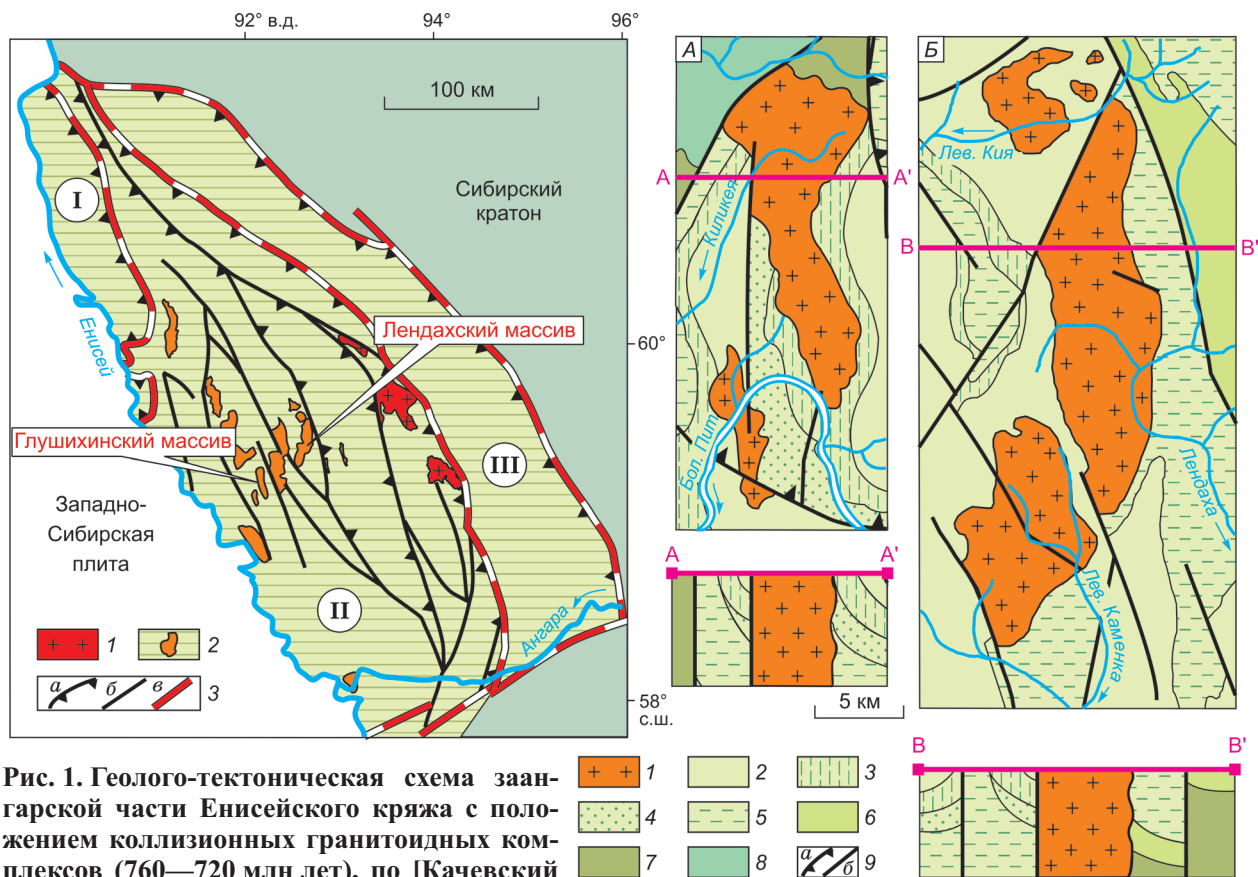 92° в.д.
94°
96°
100 км
Сибирский
кратон
I
Енисей
Лендахский массив
60°
Глушихинский массив
III
Западно-
Сибирская
плита
II
Ангара
58°
с.ш.
1
2
а
б
в
3
А
A
A'
Киликея
Бол. Пит
A
A'
5 км
Б
Лев. Кия
B
B'
Лендаха
Лев. Каменка
B
B'
1
2
3
4
5
6
7
8
а
б
9
Рис. 1. Геолого-тектоническая схема заан-
гарской части Енисейского кряжа с поло-
жением коллизионных гранитоидных ком-
плексов (760—720 млн лет), по [Качевский